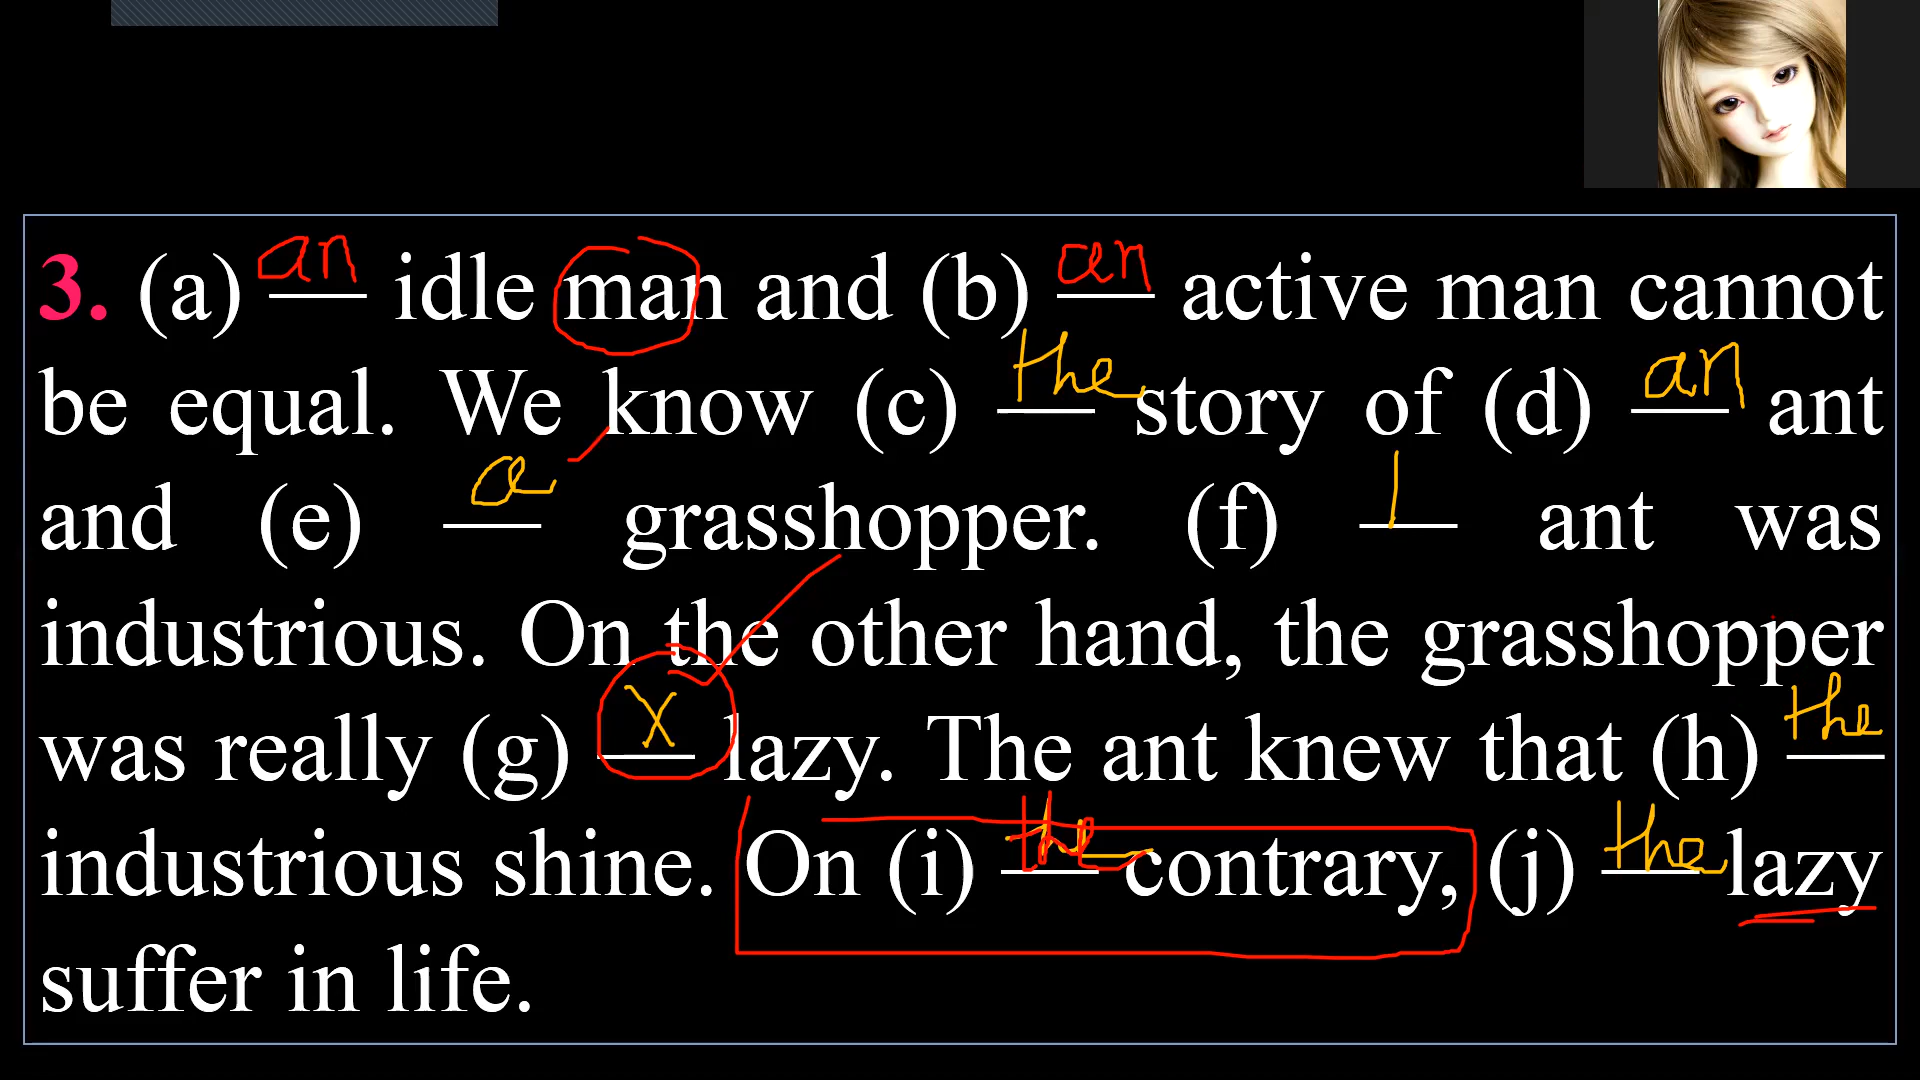 3. (a) an idle man and (b) an active man cannot
be equal. We know (c) the story of (d) an ant
and (e) a grasshopper. (f) __ ant was
industrious. On the other hand, the grasshopper
was really (g) X lazy. The ant knew that (h) the
industrious shine. On (i) the contrary, (j) the lazy
suffer in life.